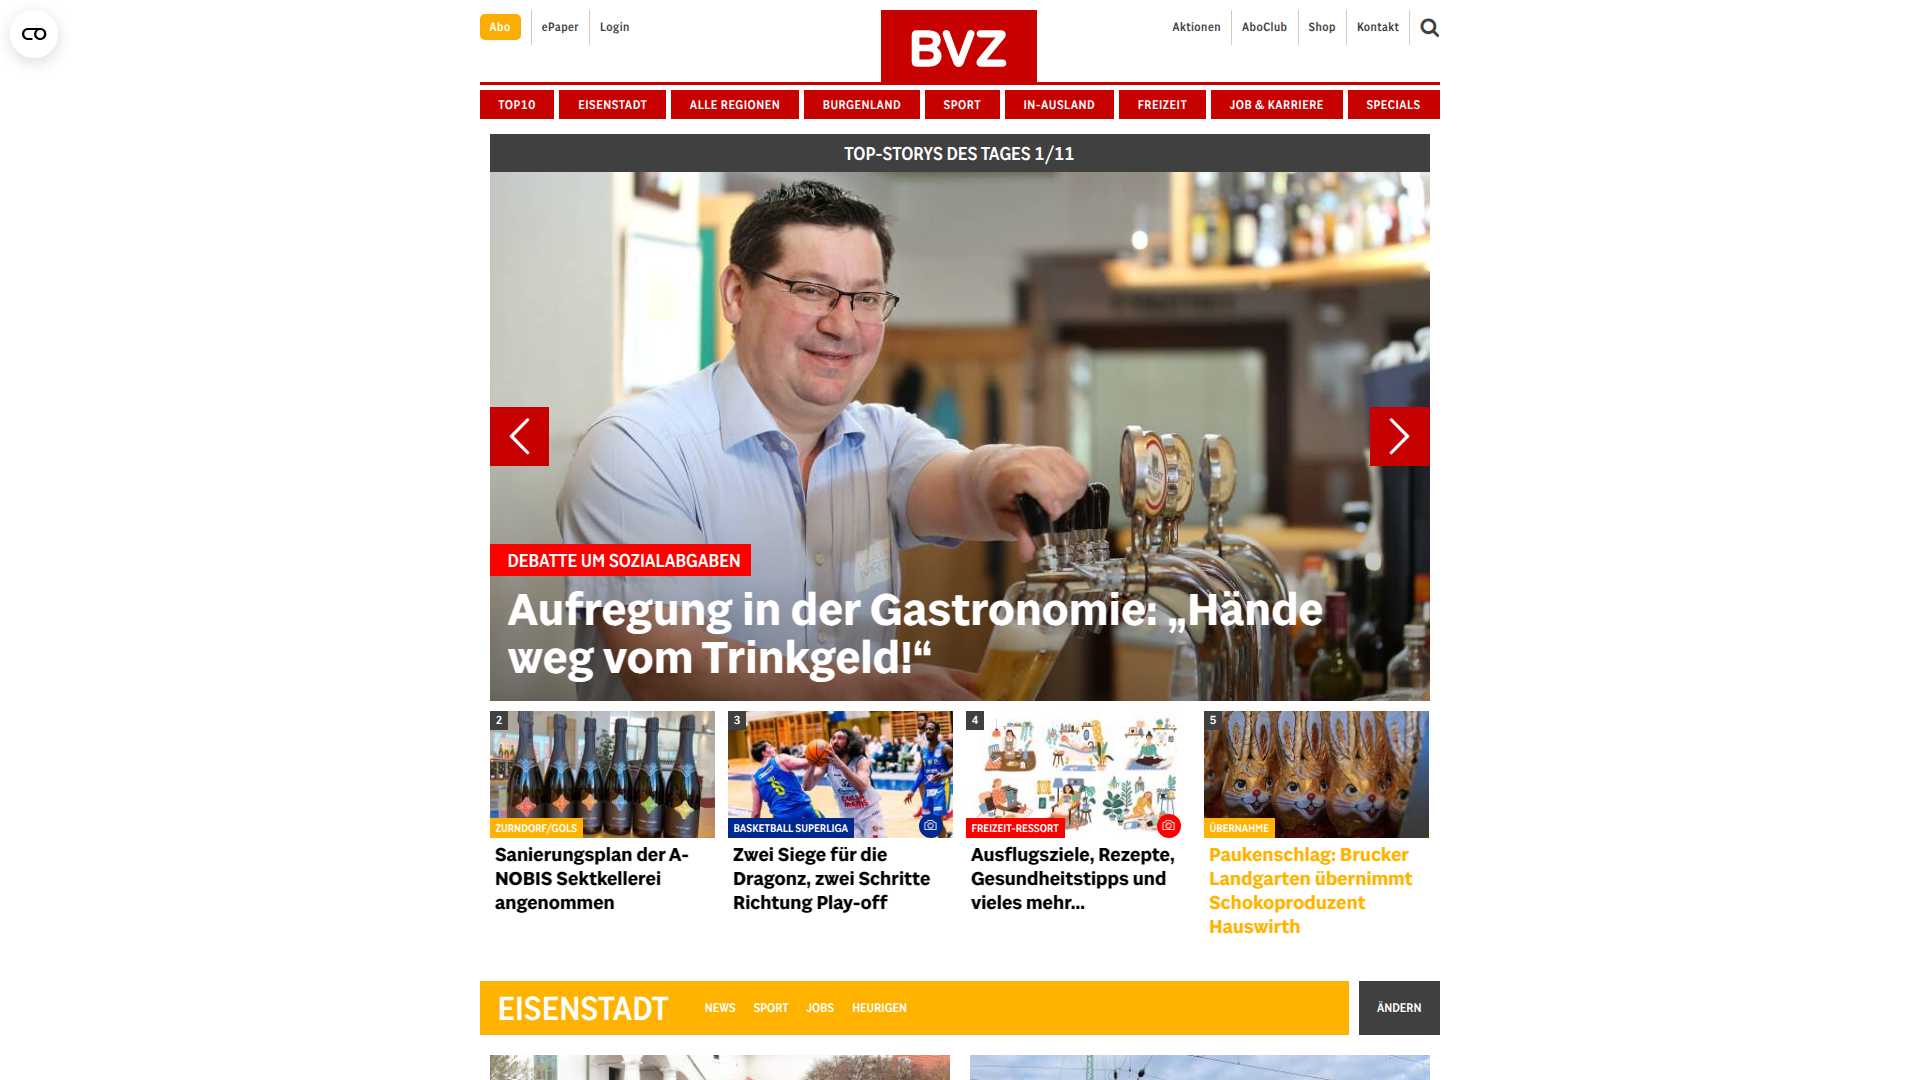 Abo
ePaper
Login
BVZ
Aktionen
AboClub
Shop
Kontakt
TOP10
EISENSTADT
ALLE REGIONEN
BURGENLAND
SPORT
IN-AUSLAND
FREIZEIT
JOB & KARRIERE
SPECIALS
TOP-STORYS DES TAGES 1/11
DEBATTE UM SOZIALABGABEN
Aufregung in der Gastronomie: „Hände
weg vom Trinkgeld!“
2
ZURNDORF/GOLS
Sanierungsplan der A-
NOBIS Sektkellerei
angenommen
3
BASKETBALL SUPERLIGA
Zwei Siege für die
Dragonz, zwei Schritte
Richtung Play-off
4
FREIZEIT-RESSORT
Ausflugsziele, Rezepte,
Gesundheitstipps und
vieles mehr...
5
ÜBERNAHME
Paukenschlag: Brucker
Landgarten übernimmt
Schokoproduzent
Hauswirth
EISENSTADT
NEWS
SPORT
JOBS
HEURIGEN
ÄNDERN